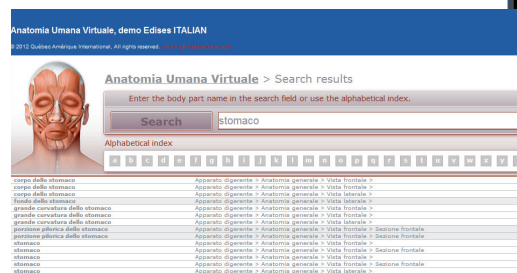 Anatomia Umana Virtuale, demo Edises ITALIAN
© 2012 Québec Amérique International, All rights reserved.
Anatomia Umana Virtuale > Search results
Enter the body part name in the search field or use the alphabetical index.
Search stomaco
Alphabetical index
a b c d e f g h i j k l m n o p q r s t u v w x y
corpo dello stomaco Apparato digerente > Anatomia generale > Vista frontale >
corpo dello stomaco Apparato digerente > Anatomia generale > Vista frontale >
corpo dello stomaco Apparato digerente > Anatomia generale > Vista laterale >
fondo dello stomaco Apparato digerente > Anatomia generale > Vista laterale >
grande curvatura dello stomaco Apparato digerente > Anatomia generale > Vista frontale >
grande curvatura dello stomaco Apparato digerente > Anatomia generale > Vista frontale >
grande curvatura dello stomaco Apparato digerente > Anatomia generale > Vista laterale >
porzione pilorica dello stomaco Apparato digerente > Anatomia generale > Vista frontale > Sezione frontale
porzione pilorica dello stomaco Apparato digerente > Anatomia generale > Vista frontale > Sezione frontale
stomaco Apparato digerente > Anatomia generale > Vista frontale >
stomaco Apparato digerente > Anatomia generale > Vista frontale > Sezione frontale
stomaco Apparato digerente > Anatomia generale > Vista frontale >
stomaco Apparato digerente > Anatomia generale > Vista laterale >